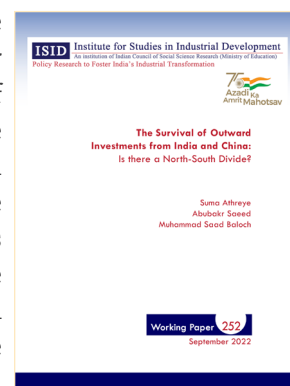 ISID
Institute for Studies in Industrial Development
An institution of Indian Council of Social Science Research (Ministry of Education)
Policy Research to Foster India's Industrial Transformation
Azadi Ka
Amrit Mahotsav
The Survival of Outward
Investments from India and China:
Is there a North-South Divide?
Suma Athreye
Abubakr Saeed
Muhammad Saad Baloch
Working Paper 252
September 2022